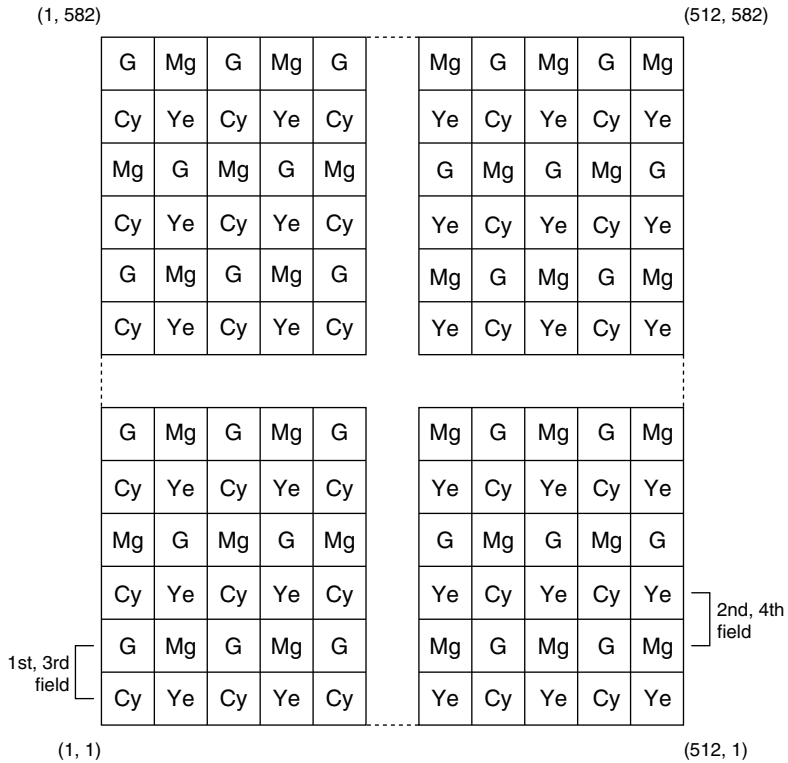 (1, 582) (512, 582)
G Mg G Mg G Mg G Mg G Mg
Cy Ye Cy Ye Cy Ye Cy Ye Cy Ye
Mg G Mg G Mg G Mg G Mg G
Cy Ye Cy Ye Cy Ye Cy Ye Cy Ye
G Mg G Mg G Mg G Mg G Mg
Cy Ye Cy Ye Cy Ye Cy Ye Cy Ye
G Mg G Mg G Mg G Mg G Mg
Cy Ye Cy Ye Cy Ye Cy Ye Cy Ye
Mg G Mg G Mg G Mg G Mg G
Cy Ye Cy Ye Cy Ye Cy Ye Cy Ye
2nd, 4th
field
G Mg G Mg G Mg G Mg G Mg
1st, 3rd
field
Cy Ye Cy Ye Cy Ye Cy Ye Cy Ye
(1, 1) (512, 1)